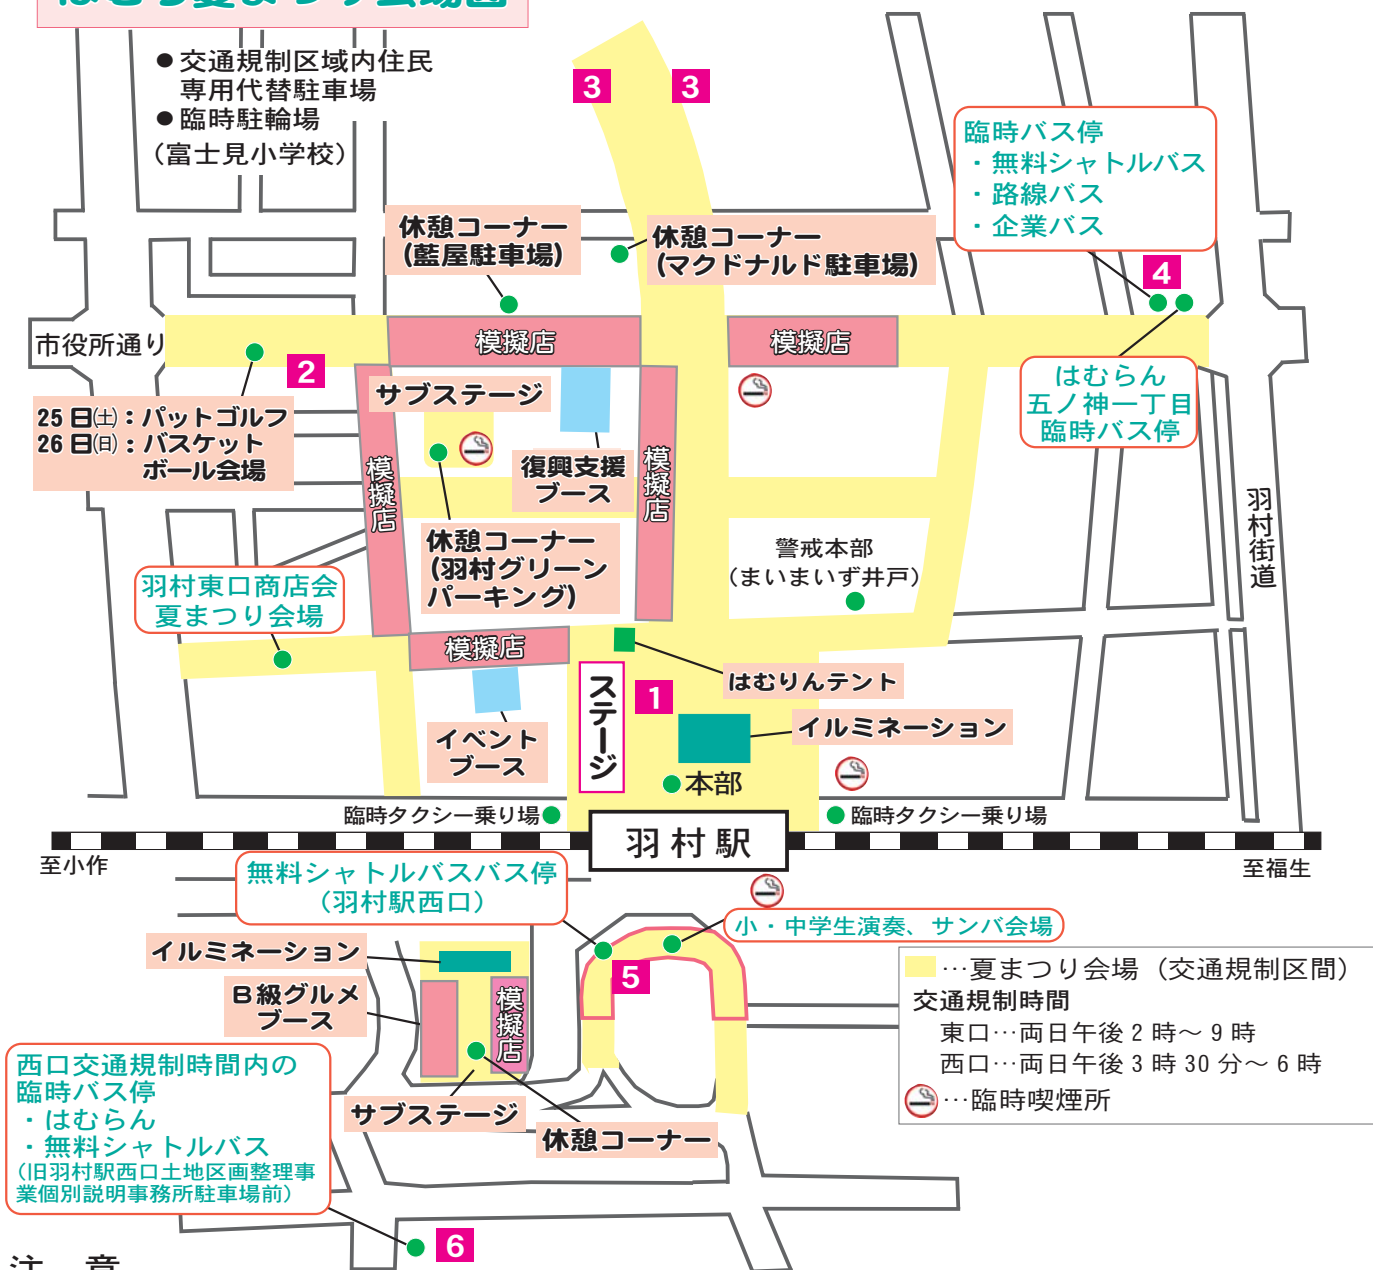 はむら夏まつり会場図
●交通規制区域内住民
専用代替駐車場
●臨時駐輪場
（富士見小学校）
3
3
臨時バス停
・無料シャトルバス
・路線バス
・企業バス
休憩コーナー
(藍屋駐車場)
休憩コーナー
(マクドナルド駐車場)
4
市役所通り
模擬店
模擬店
2
サブステージ
はむらん
五ノ神一丁目
臨時バス停
25日㈯：パットゴルフ
26日㈰：バスケット
ボール会場
模擬店
復興支援
ブース
模擬店
羽村街道
休憩コーナー
(羽村グリーン
パーキング)
警戒本部
（まいまいず井戸）
羽村東口商店会
夏まつり会場
模擬店
はむりんテント
ステージ
1
イルミネーション
イベント
ブース
●本部
臨時タクシー乗り場●
●臨時タクシー乗り場
羽村駅
至小作
至福生
無料シャトルバスバス停
（羽村駅西口）
小・中学生演奏、サンバ会場
イルミネーション
5
…夏まつり会場（交通規制区間）
交通規制時間
東口…両日午後2時～9時
西口…両日午後3時30分～6時
…臨時喫煙所
B級グルメ
ブース
模擬店
西口交通規制時間内の
臨時バス停
・はむらん
・無料シャトルバス
（旧羽村駅西口土地区画整理事
業個別説明事務所駐車場前）
サブステージ
休憩コーナー
6
注　意